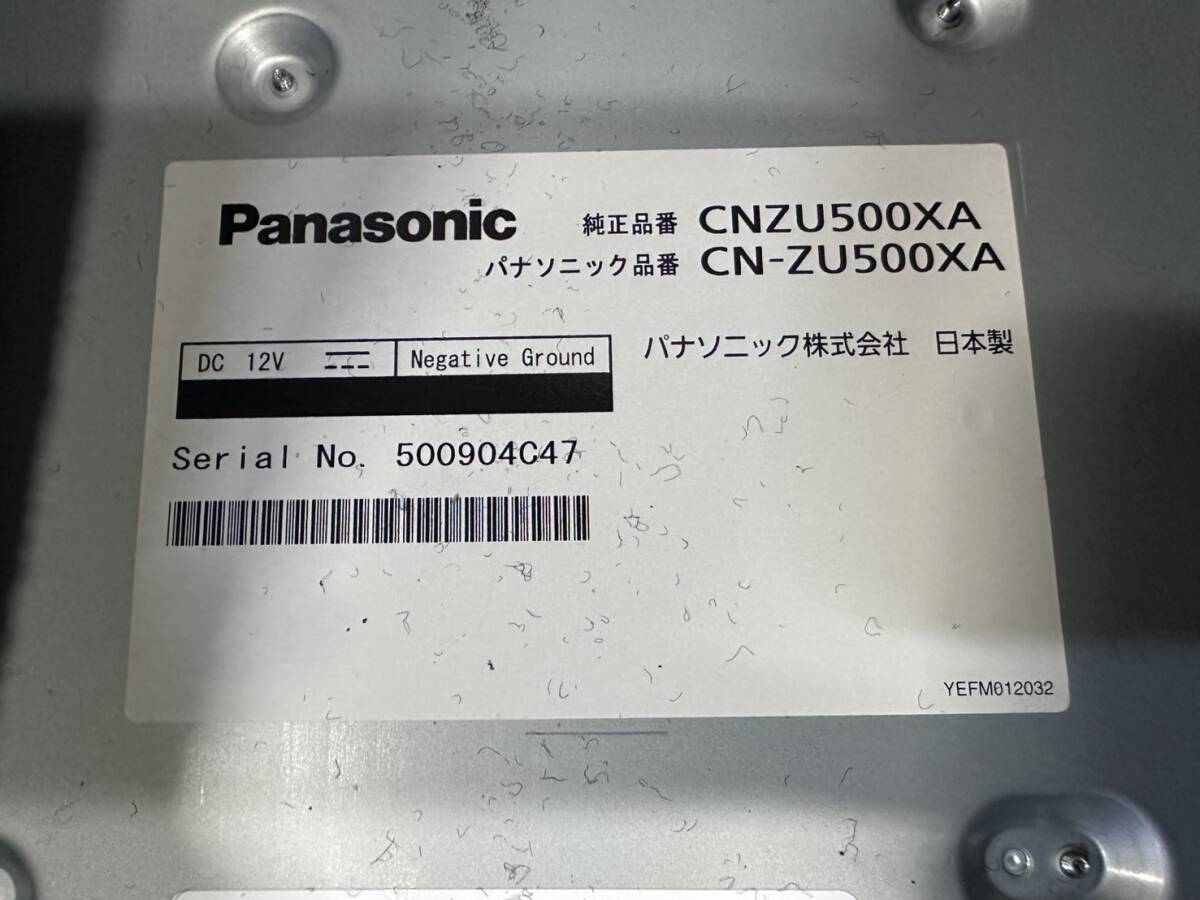 Panasonic 純正品番 CNZU500XA
パナソニック品番 CN-ZU500XA
DC 12V Negative Ground
パナソニック株式会社 日本製
Serial No. 500904C47
YEFM012032